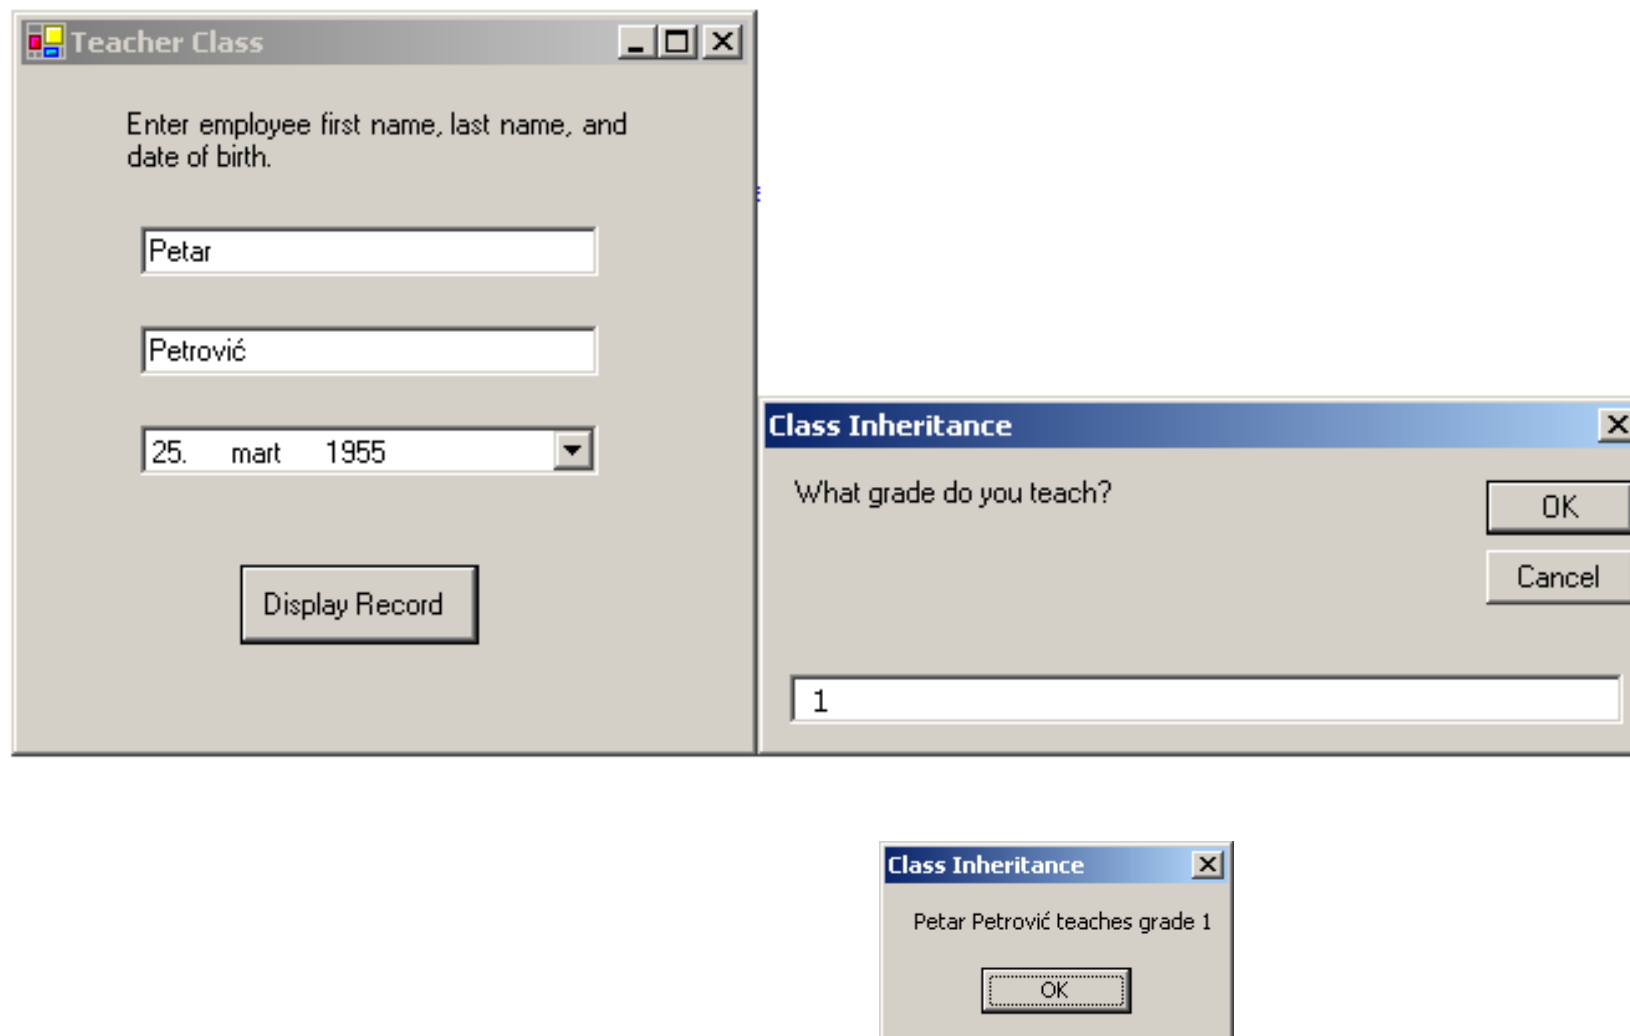 Teacher Class
Enter employee first name, last name, and
date of birth.
Petar
Petrović
25. mart 1955
Display Record
Class Inheritance
What grade do you teach?
OK
Cancel
1
Class Inheritance
Petar Petrović teaches grade 1
OK